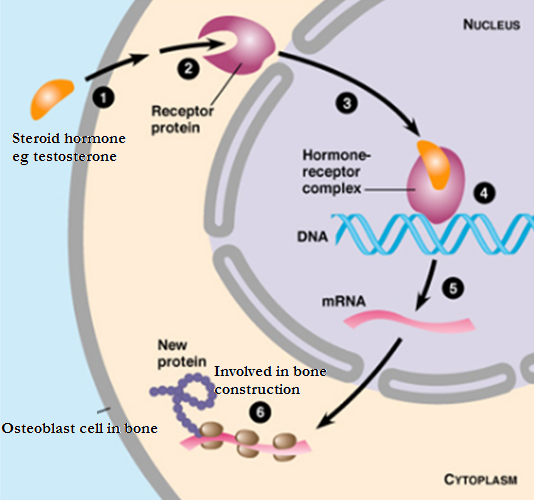 NUCLEUS
2
1
Receptor
protein
3
Steroid hormone
eg testosterone
Hormone-
receptor
complex
4
DNA
5
mRNA
New
protein
Involved in bone
construction
6
Osteoblast cell in bone
CYTOPLASM